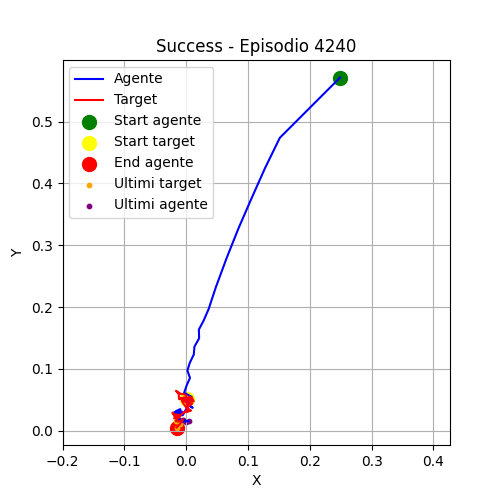 Success - Episodio 4240
Agente
Target
Start agente
Start target
End agente
Ultimi target
Ultimi agente
Y
0.5
0.4
0.3
0.2
0.1
0.0
−0.2
−0.1
0.0
0.1
0.2
0.3
0.4
X